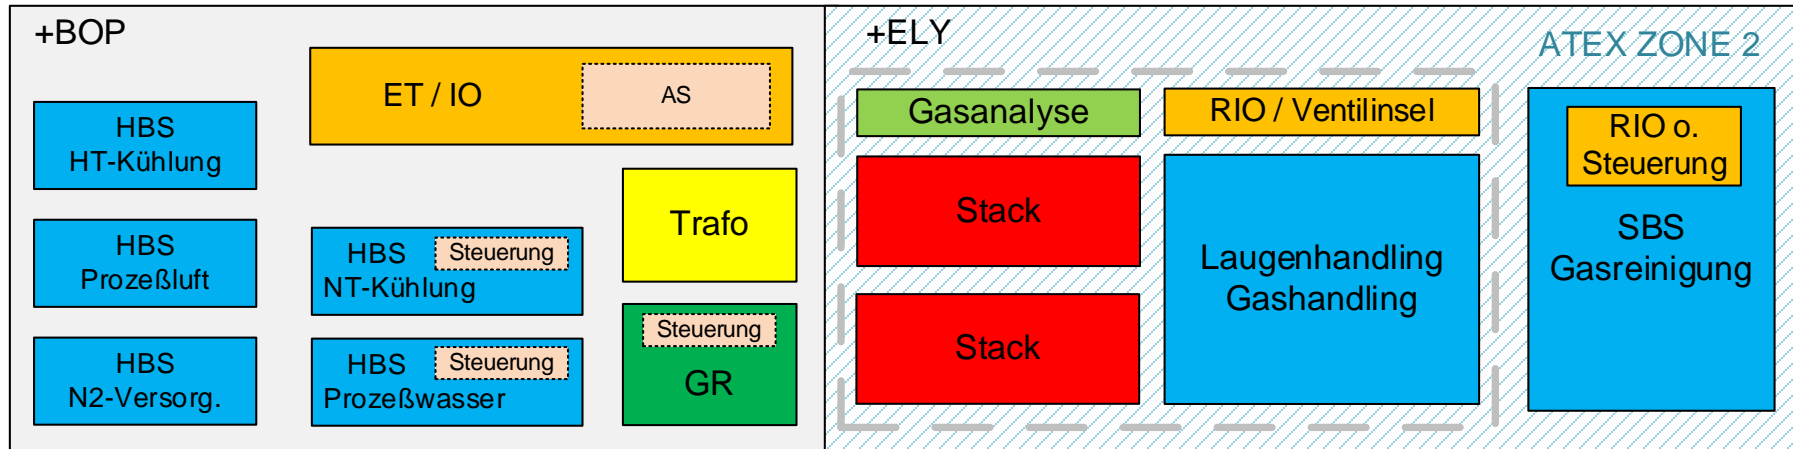 +BOP
ET / IO
AS
HBS
HT-Kühlung
HBS
Prozeßluft
HBS
N2-Versorg.
HBS
Steuerung
NT-Kühlung
HBS
Steuerung
Prozeßwasser
Trafo
Steuerung
GR
+ELY
ATEX ZONE 2
Gasanalyse
RIO / Ventilinsel
Stack
Stack
Laugenhandling
Gashandling
RIO o.
Steuerung
SBS
Gasreinigung